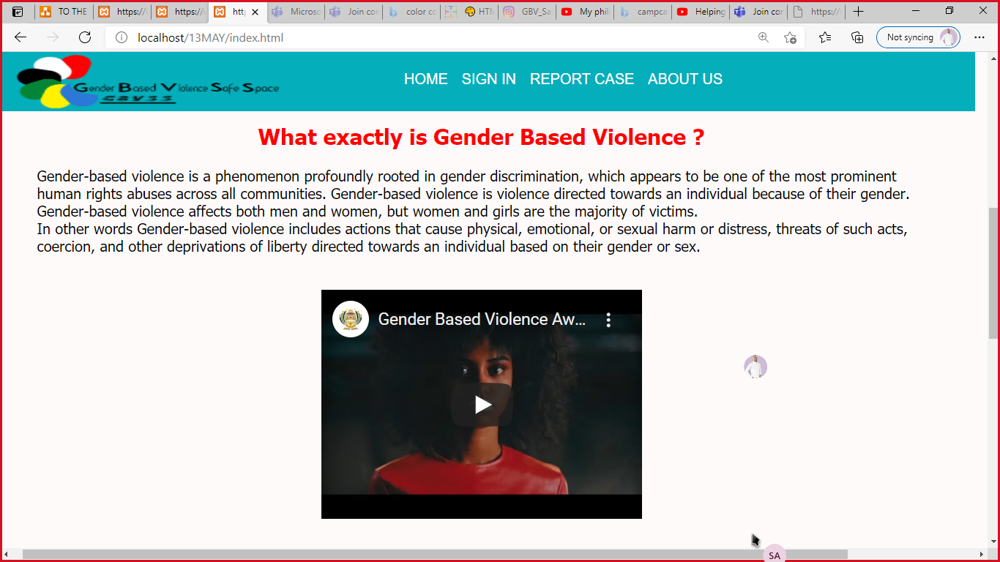 TO THE
https://
https://
htt
Microso
Join con
color co
HTM
GBV_Sa
My phil
campca
Helping
Join con
https://
localhost/13MAY/index.html
Not syncing
Gender Based Violence Safe Space
GBVSS
HOME SIGN IN REPORT CASE ABOUT US
What exactly is Gender Based Violence ?
Gender-based violence is a phenomenon profoundly rooted in gender discrimination, which appears to be one of the most prominent
human rights abuses across all communities. Gender-based violence is violence directed towards an individual because of their gender.
Gender-based violence affects both men and women, but women and girls are the majority of victims.
In other words Gender-based violence includes actions that cause physical, emotional, or sexual harm or distress, threats of such acts,
coercion, and other deprivations of liberty directed towards an individual based on their gender or sex.
Gender Based Violence Aw...
SA